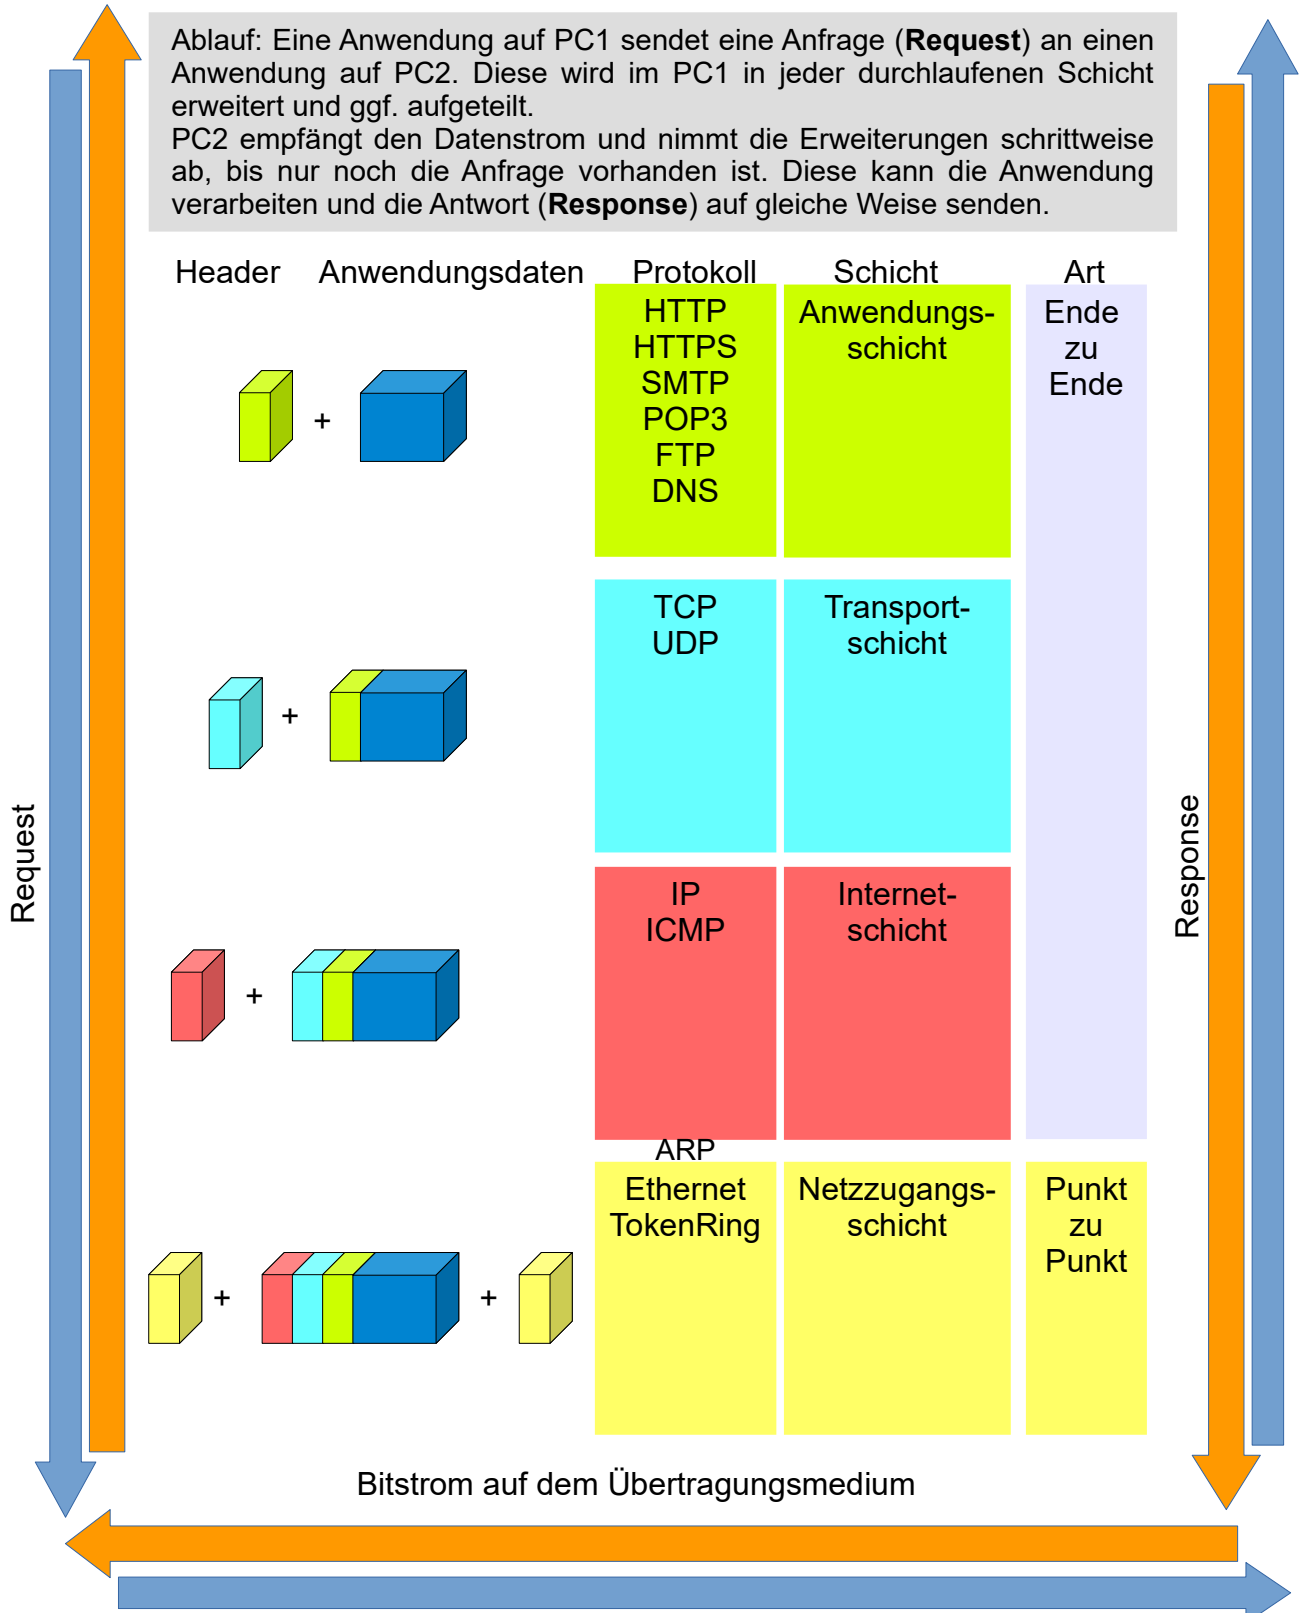 Ablauf: Eine Anwendung auf PC1 sendet eine Anfrage (Request) an einen
Anwendung auf PC2. Diese wird im PC1 in jeder durchlaufenen Schicht
erweitert und ggf. aufgeteilt.
PC2 empfängt den Datenstrom und nimmt die Erweiterungen schrittweise
ab, bis nur noch die Anfrage vorhanden ist. Diese kann die Anwendung
verarbeiten und die Antwort (Response) auf gleiche Weise senden.
Header Anwendungsdaten Protokoll Schicht Art
HTTP
HTTPS
SMTP
POP3
FTP
DNS
Anwendungs-
schicht
Ende
zu
Ende
+
TCP
UDP
Transport-
schicht
+
Request
Response
IP
ICMP
Internet-
schicht
+
ARP
Ethernet
TokenRing
Netzzugangs-
schicht
Punkt
zu
Punkt
+ +
Bitstrom auf dem Übertragungsmedium